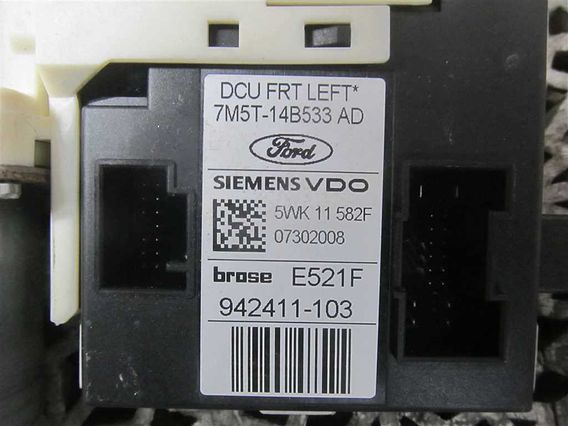 DCU FRT LEFT*
7M5T-14B533 AD
Ford
SIEMENS VDO
5WK 11 582F
07302008
brose E521F
942411-103